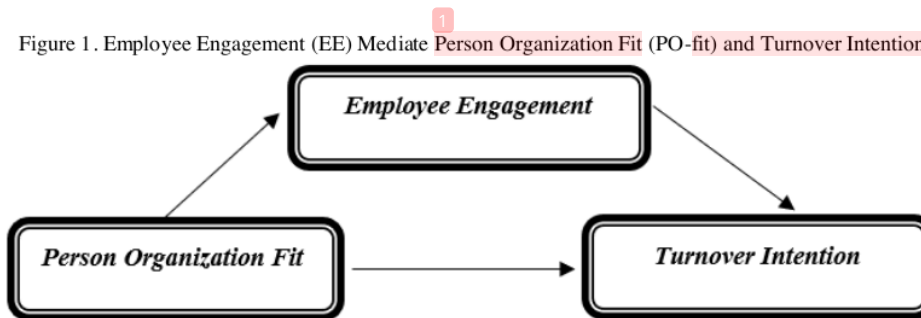 1
Figure 1. Employee Engagement (EE) Mediate Person Organization Fit (PO-fit) and Turnover Intention
Employee Engagement
Person Organization Fit
Turnover Intention